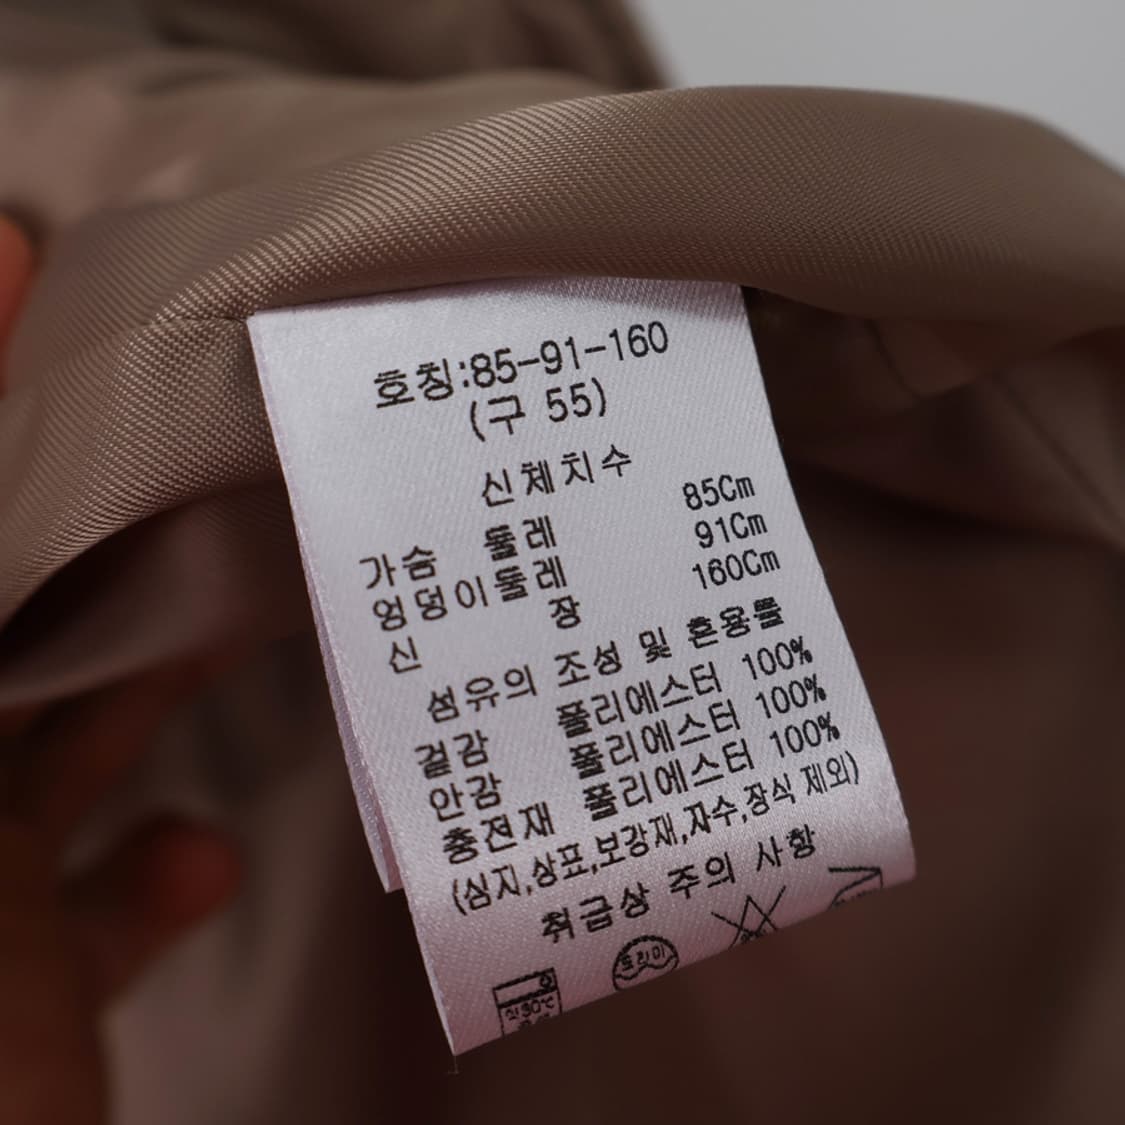 호칭:85-91-160
(구 55)
신체치수
가슴 둘레 85Cm
엉덩이둘레 91Cm
신 장 160Cm
섬유의 조성 및 혼용률
겉감 폴리에스터 100%
안감 폴리에스터 100%
충전재 폴리에스터 100%
(심지,상표,보강재,자수,장식 제외)
취급상 주의 사항
드라이